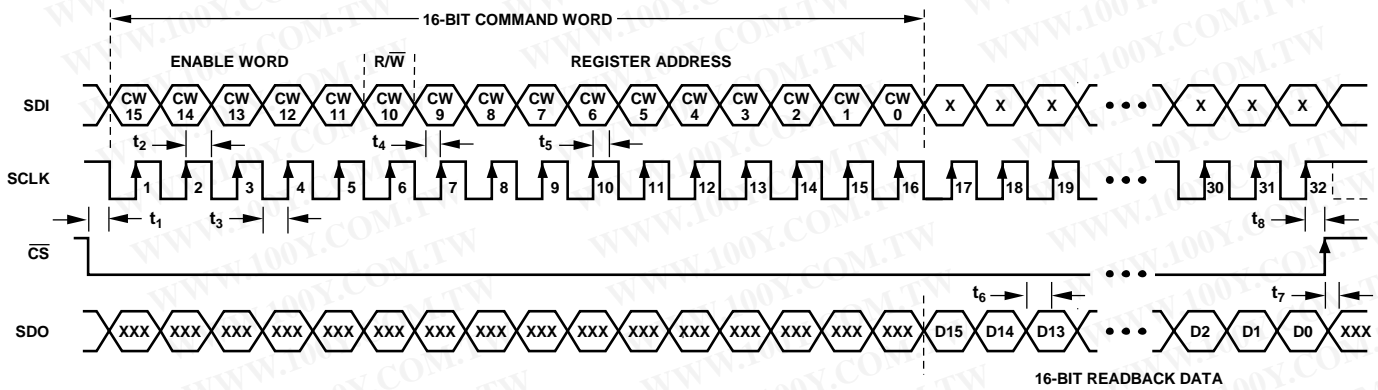 16-BIT COMMAND WORD
ENABLE WORD R/W̅ REGISTER ADDRESS
SDI CW 15 CW 14 CW 13 CW 12 CW 11 CW 10 CW 9 CW 8 CW 7 CW 6 CW 5 CW 4 CW 3 CW 2 CW 1 CW 0 X X X X X X
t2 t4 t5
SCLK 1 2 3 4 5 6 7 8 9 10 11 12 13 14 15 16 17 18 19 30 31 32
t1 t3 t8
C̅S̅
t6 t7
SDO XXX XXX XXX XXX XXX XXX XXX XXX XXX XXX XXX XXX XXX XXX XXX XXX D15 D14 D13 D2 D1 D0 XXX
16-BIT READBACK DATA
WWW.100Y.COM.TW